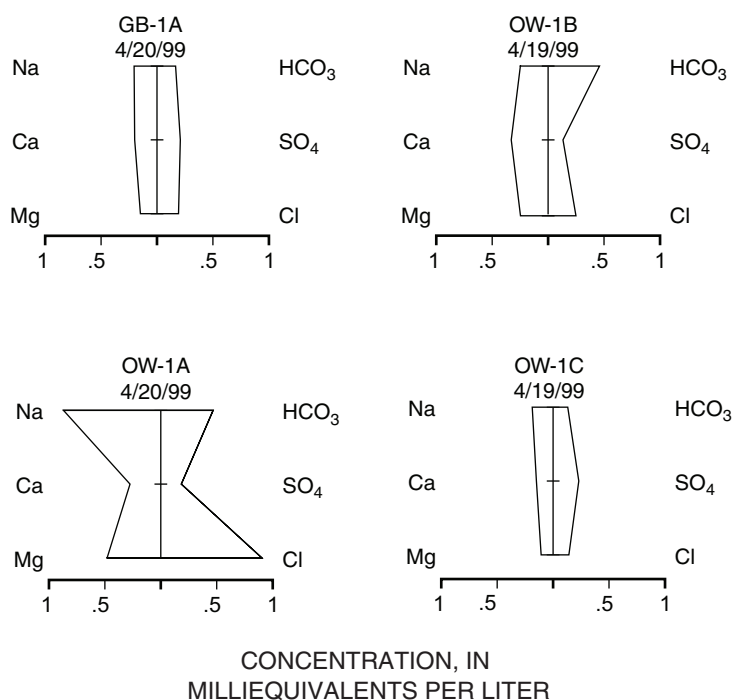 GB-1A
4/20/99
Na HCO3
Ca SO4
Mg Cl
1 .5 .5 1
OW-1B
4/19/99
Na HCO3
Ca SO4
Mg Cl
1 .5 .5 1
OW-1A
4/20/99
Na HCO3
Ca SO4
Mg Cl
1 .5 .5 1
OW-1C
4/19/99
Na HCO3
Ca SO4
Mg Cl
1 .5 .5 1
CONCENTRATION, IN
MILLIEQUIVALENTS PER LITER